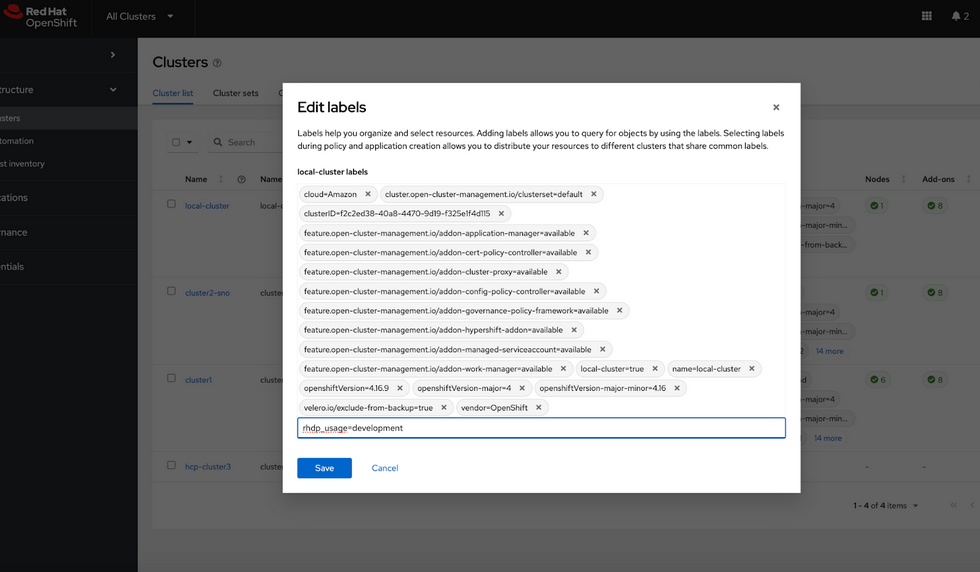 Red Hat
OpenShift
All Clusters
2
tructure
sters
tomation
st inventory
cations
nance
entials
Clusters
Cluster list Cluster sets C
Search
Name Name Nodes Add-ons
local-cluster local-c -major=4 1 8
-major-min...
-from-back...
cluster2-sno cluste 1 8
-major=4
-major-min...
2 14 more
cluster1 cluste d 6 8
-major=4
-major-min...
14 more
hcp-cluster3 cluste - -
1 - 4 of 4 items
Edit labels
Labels help you organize and select resources. Adding labels allows you to query for objects by using the labels. Selecting labels
during policy and application creation allows you to distribute your resources to different clusters that share common labels.
local-cluster labels
cloud=Amazon cluster.open-cluster-management.io/clusterset=default
clusterID=f2c2ed38-40a8-4470-9d19-f325e1f4d115
feature.open-cluster-management.io/addon-application-manager=available
feature.open-cluster-management.io/addon-cert-policy-controller=available
feature.open-cluster-management.io/addon-cluster-proxy=available
feature.open-cluster-management.io/addon-config-policy-controller=available
feature.open-cluster-management.io/addon-governance-policy-framework=available
feature.open-cluster-management.io/addon-hypershift-addon=available
feature.open-cluster-management.io/addon-managed-serviceaccount=available
feature.open-cluster-management.io/addon-work-manager=available local-cluster=true name=local-cluster
openshiftVersion=4.16.9 openshiftVersion-major=4 openshiftVersion-major-minor=4.16
velero.io/exclude-from-backup=true vendor=OpenShift
rhdp_usage=development
Save Cancel